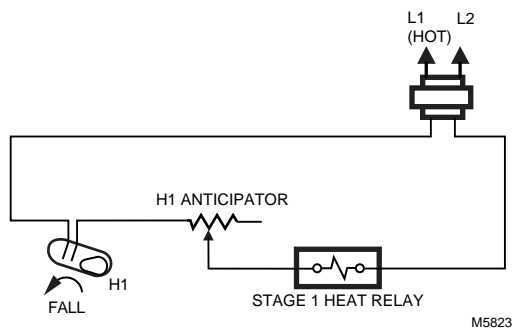 L1 L2
(HOT)
H1 ANTICIPATOR
H1
FALL
STAGE 1 HEAT RELAY
M5823